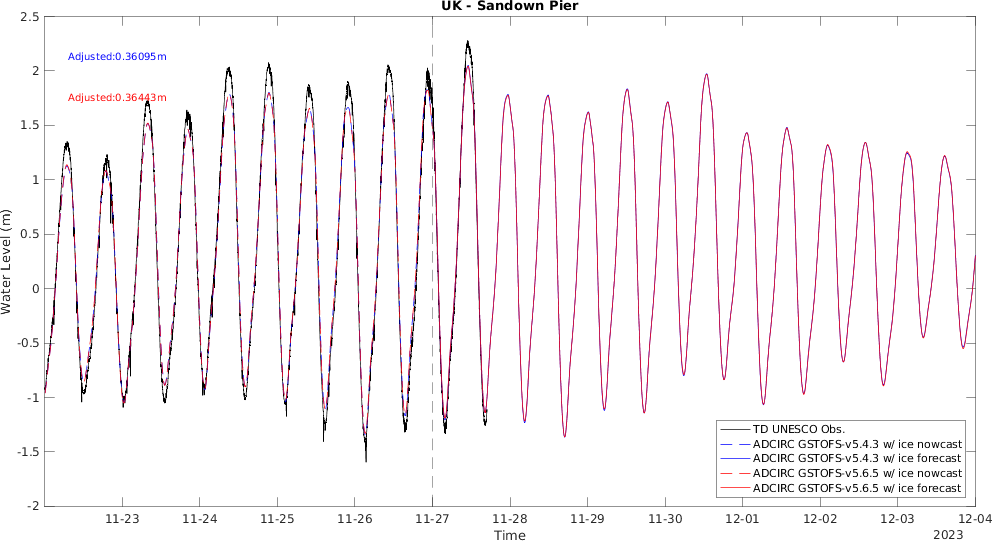 UK - Sandown Pier
2.5
2
1.5
1
0.5
0
-0.5
-1
-1.5
-2
Water Level (m)
Adjusted:0.36095m
Adjusted:0.36443m
TD UNESCO Obs.
ADCIRC GSTOFS-v5.4.3 w/ ice nowcast
ADCIRC GSTOFS-v5.4.3 w/ ice forecast
ADCIRC GSTOFS-v5.6.5 w/ ice nowcast
ADCIRC GSTOFS-v5.6.5 w/ ice forecast
11-23 11-24 11-25 11-26 11-27 11-28 11-29 11-30 12-01 12-02 12-03 12-04
Time
2023